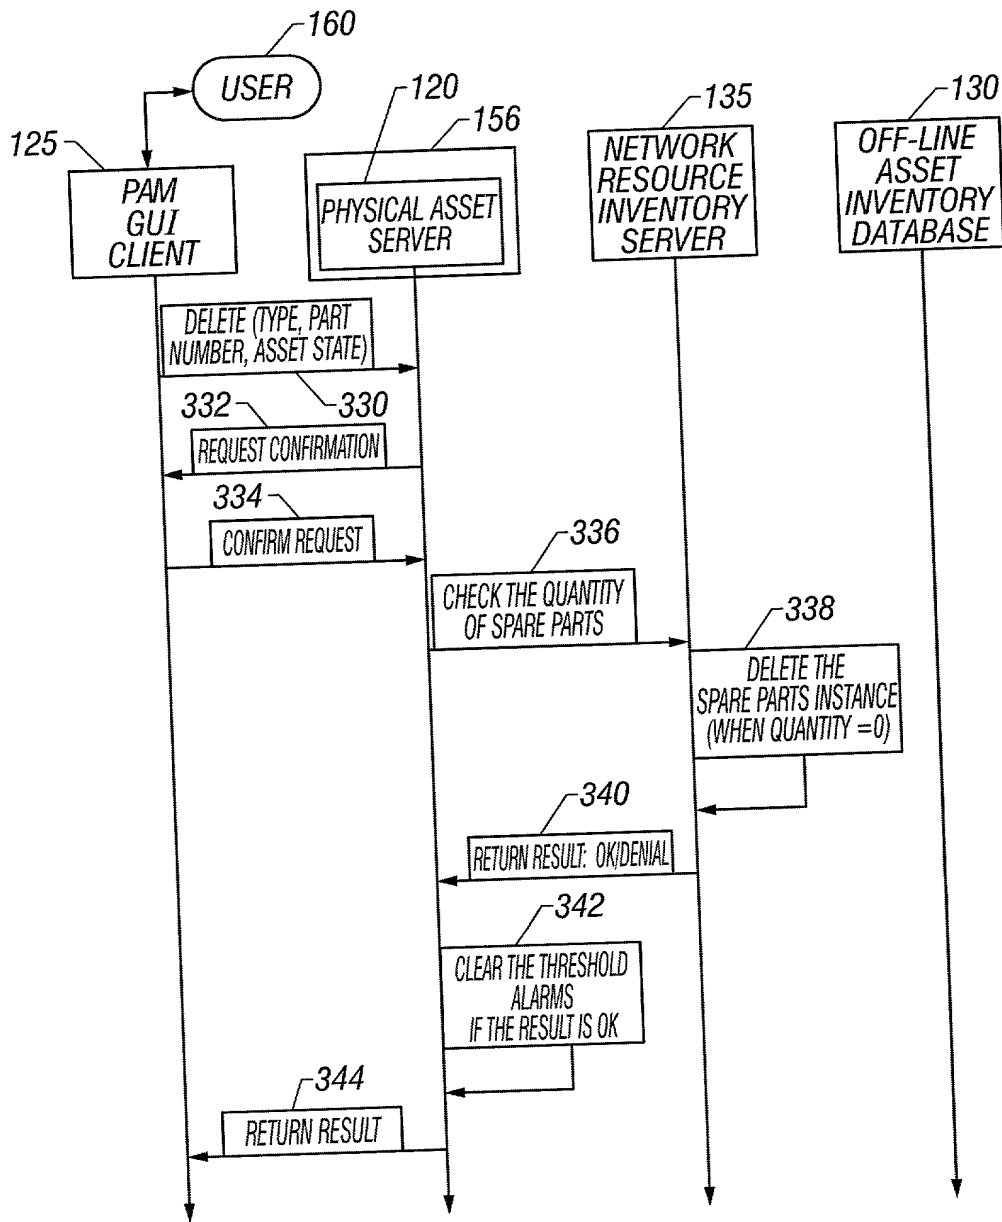 160
USER
120
156
135
130
125
PAM
GUI
CLIENT
PHYSICAL ASSET
SERVER
NETWORK
RESOURCE
INVENTORY
SERVER
OFF-LINE
ASSET
INVENTORY
DATABASE
DELETE (TYPE, PART
NUMBER, ASSET STATE)
330
332
REQUEST CONFIRMATION
334
CONFIRM REQUEST
336
CHECK THE QUANTITY
OF SPARE PARTS
338
DELETE THE
SPARE PARTS INSTANCE
(WHEN QUANTITY =0)
340
RETURN RESULT: OK/DENIAL
342
CLEAR THE THRESHOLD
ALARMS
IF THE RESULT IS OK
344
RETURN RESULT